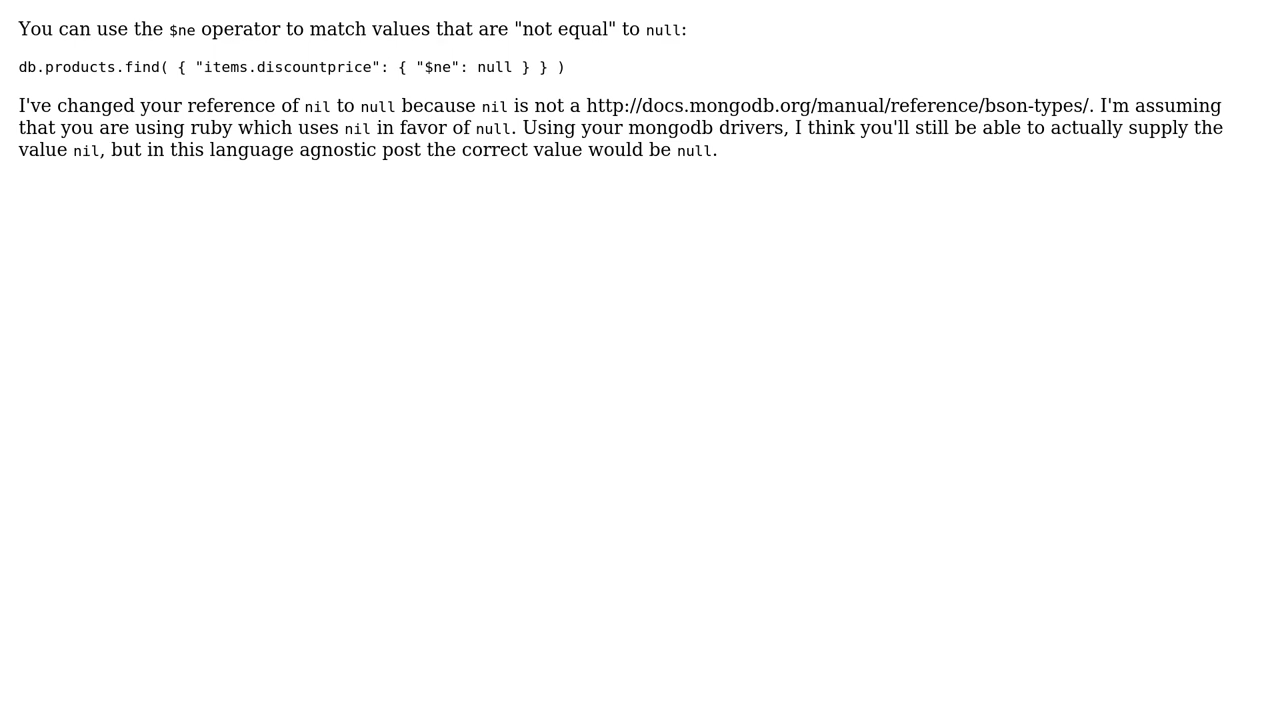 You can use the $ne operator to match values that are "not equal" to null:
db.products.find( { "items.discountprice": { "$ne": null } } )
I've changed your reference of nil to null because nil is not a http://docs.mongodb.org/manual/reference/bson-types/. I'm assuming
that you are using ruby which uses nil in favor of null. Using your mongodb drivers, I think you'll still be able to actually supply the
value nil, but in this language agnostic post the correct value would be null.